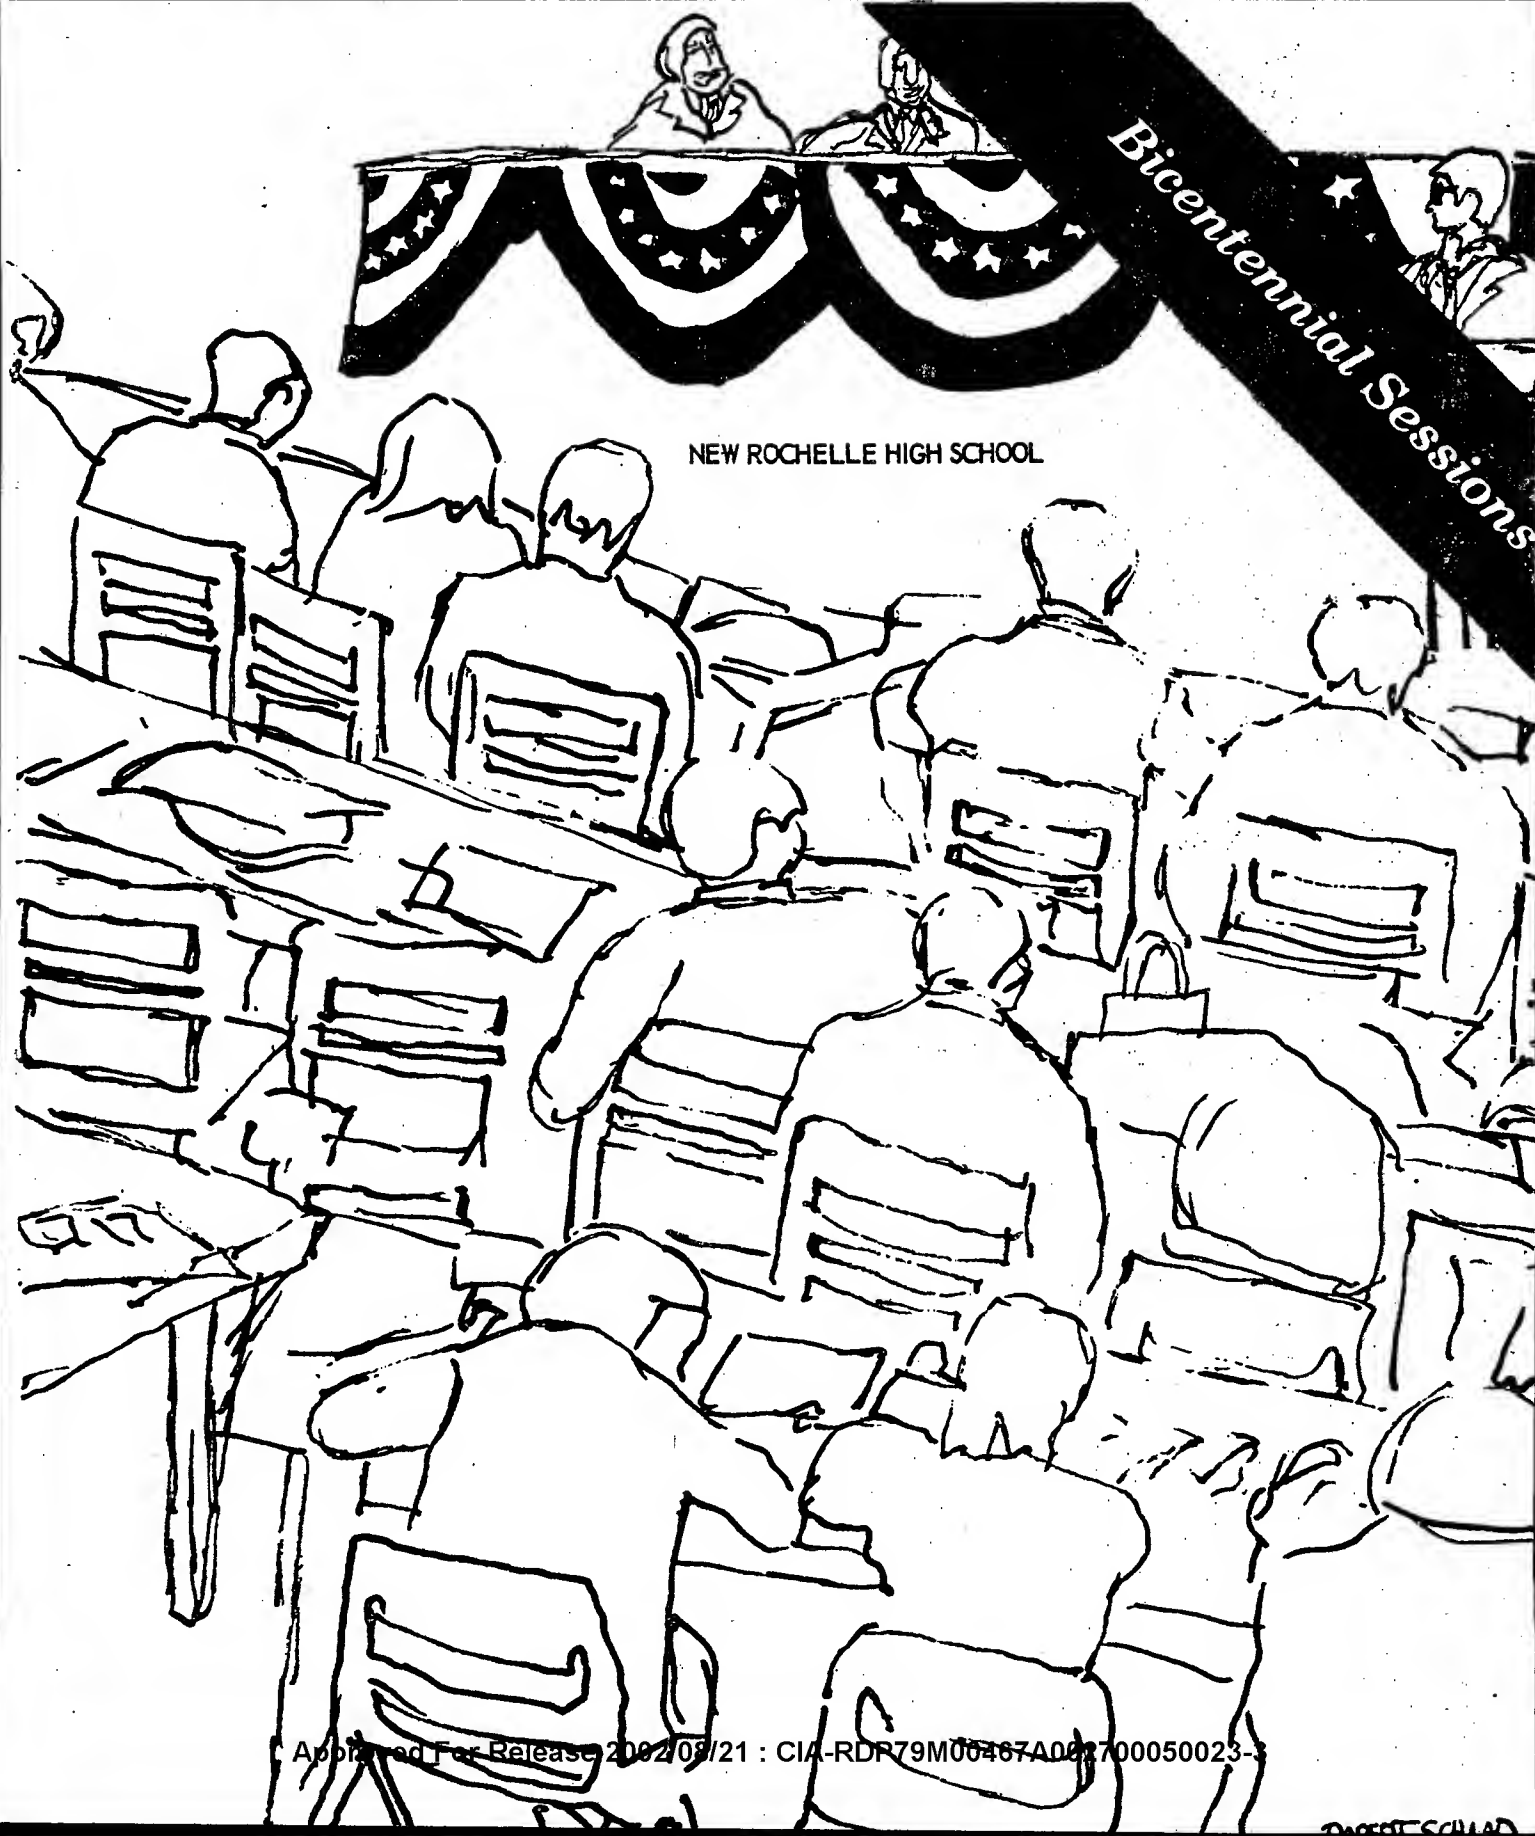 Bicentennial Sessions
NEW ROCHELLE HIGH SCHOOL
Approved For Release 2002/08/21 : CIA-RDP79M00467A002700050023-3